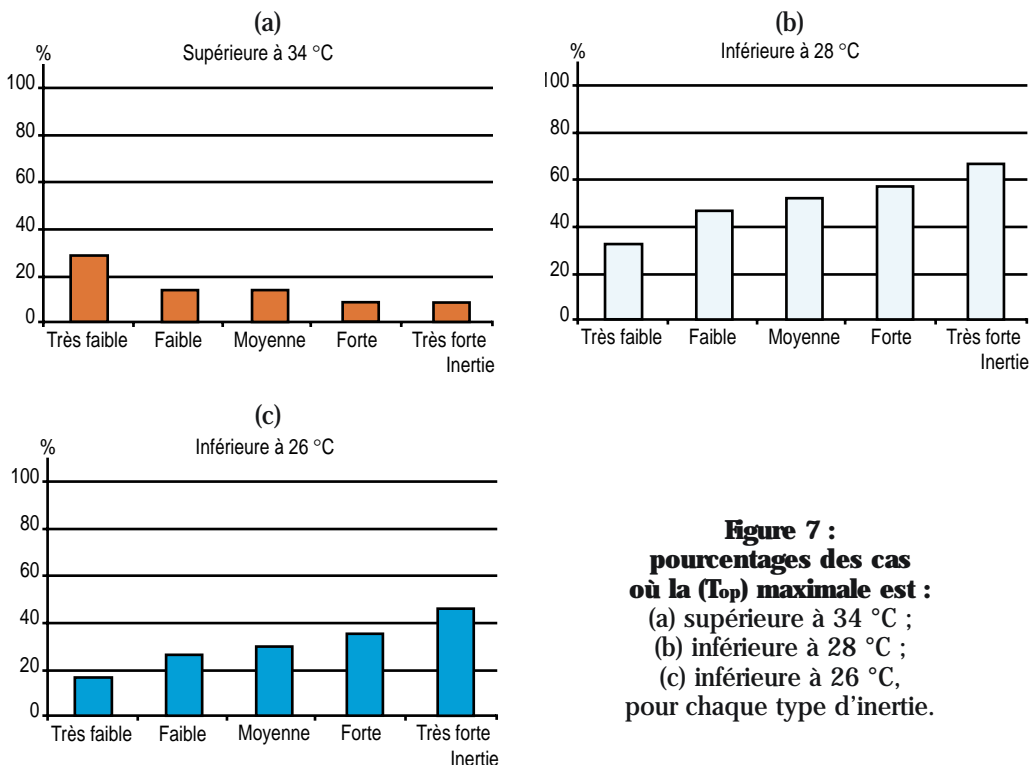 (a)
%
Supérieure à 34 °C
100
80
60
40
20
0
Très faible Faible Moyenne Forte Très forte
Inertie
(b)
%
Inférieure à 28 °C
100
80
60
40
20
0
Très faible Faible Moyenne Forte Très forte
Inertie
(c)
%
Inférieure à 26 °C
100
80
60
40
20
0
Très faible Faible Moyenne Forte Très forte
Inertie
Figure 7 :
pourcentages des cas
où la (Top) maximale est :
(a) supérieure à 34 °C ;
(b) inférieure à 28 °C ;
(c) inférieure à 26 °C,
pour chaque type d'inertie.